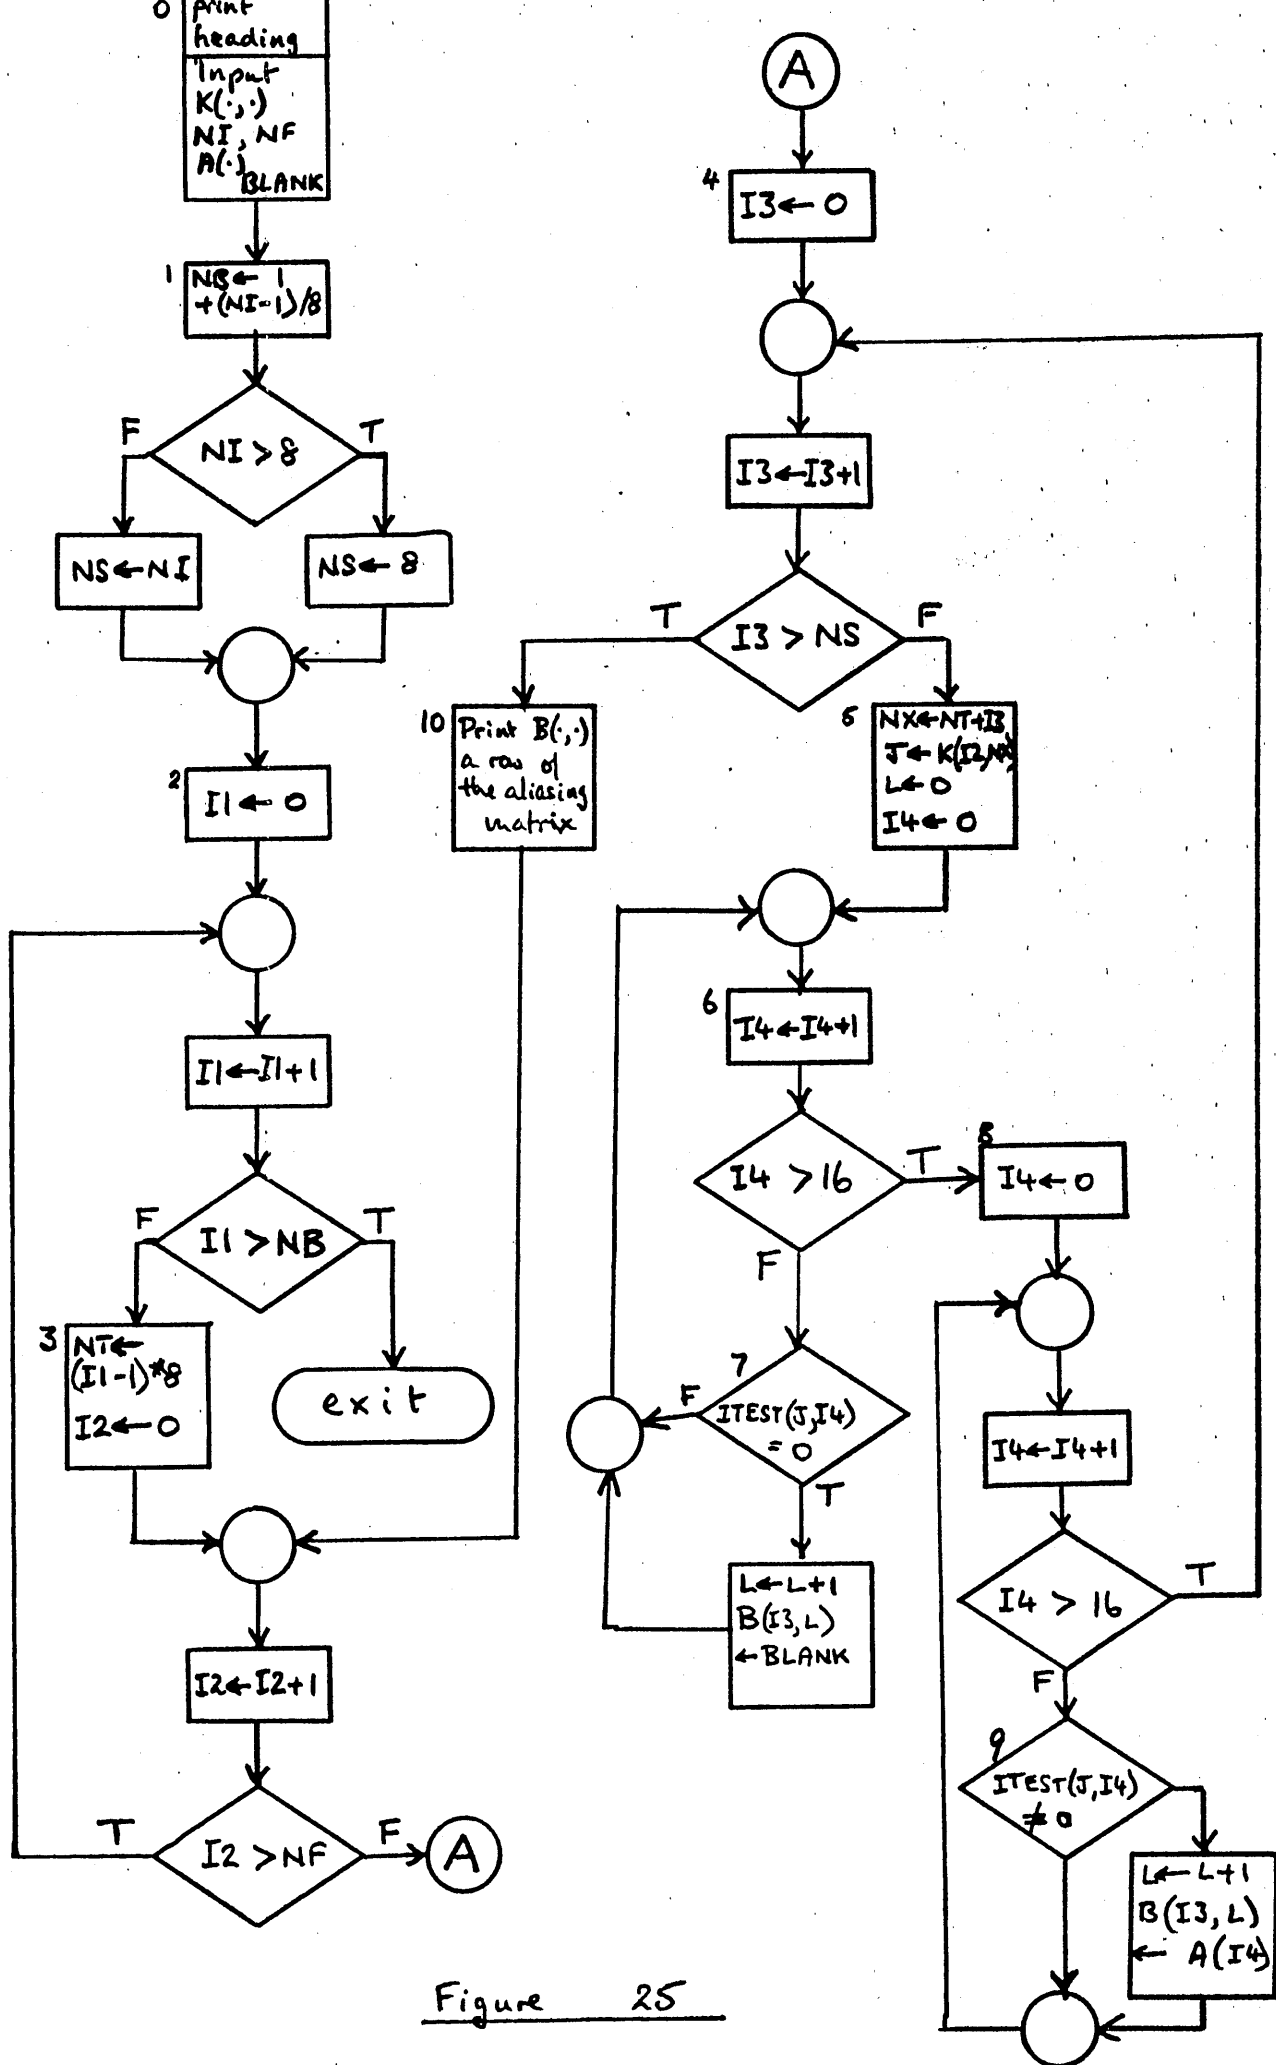 0
print
heading
Input
K(·,·)
NI, NF
A(·)
BLANK
1
NB← 1
+(NI-1)/8
F
NI > 8
T
NS←NI
NS← 8
2
I1← 0
I1←I1+1
F
I1 > NB
T
3
NT←
(I1-1)*8
I2←0
exit
I2←I2+1
T
I2 > NF
F
A
A
4
I3← 0
I3←I3+1
T
I3 > NS
F
10
Print B(·,·)
a row of
the aliasing
matrix
5
NX←NT+I3
J← K(I2,NX)
L←0
I4← 0
6
I4←I4+1
I4 > 16
T
F
7
ITEST(J,I4)
= 0
F
T
L←L+1
B(I3,L)
←BLANK
8
I4← 0
I4←I4+1
I4 > 16
T
F
9
ITEST(J,I4)
≠ 0
L← L+1
B(I3, L)
← A(I4)
Figure 25